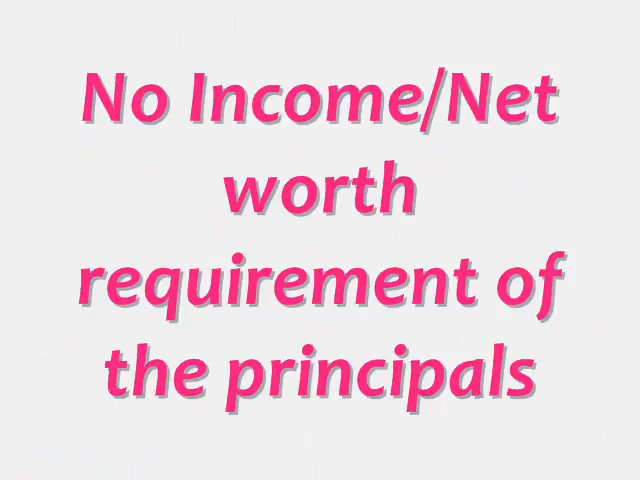 No Income/Net
worth
requirement of
the principals